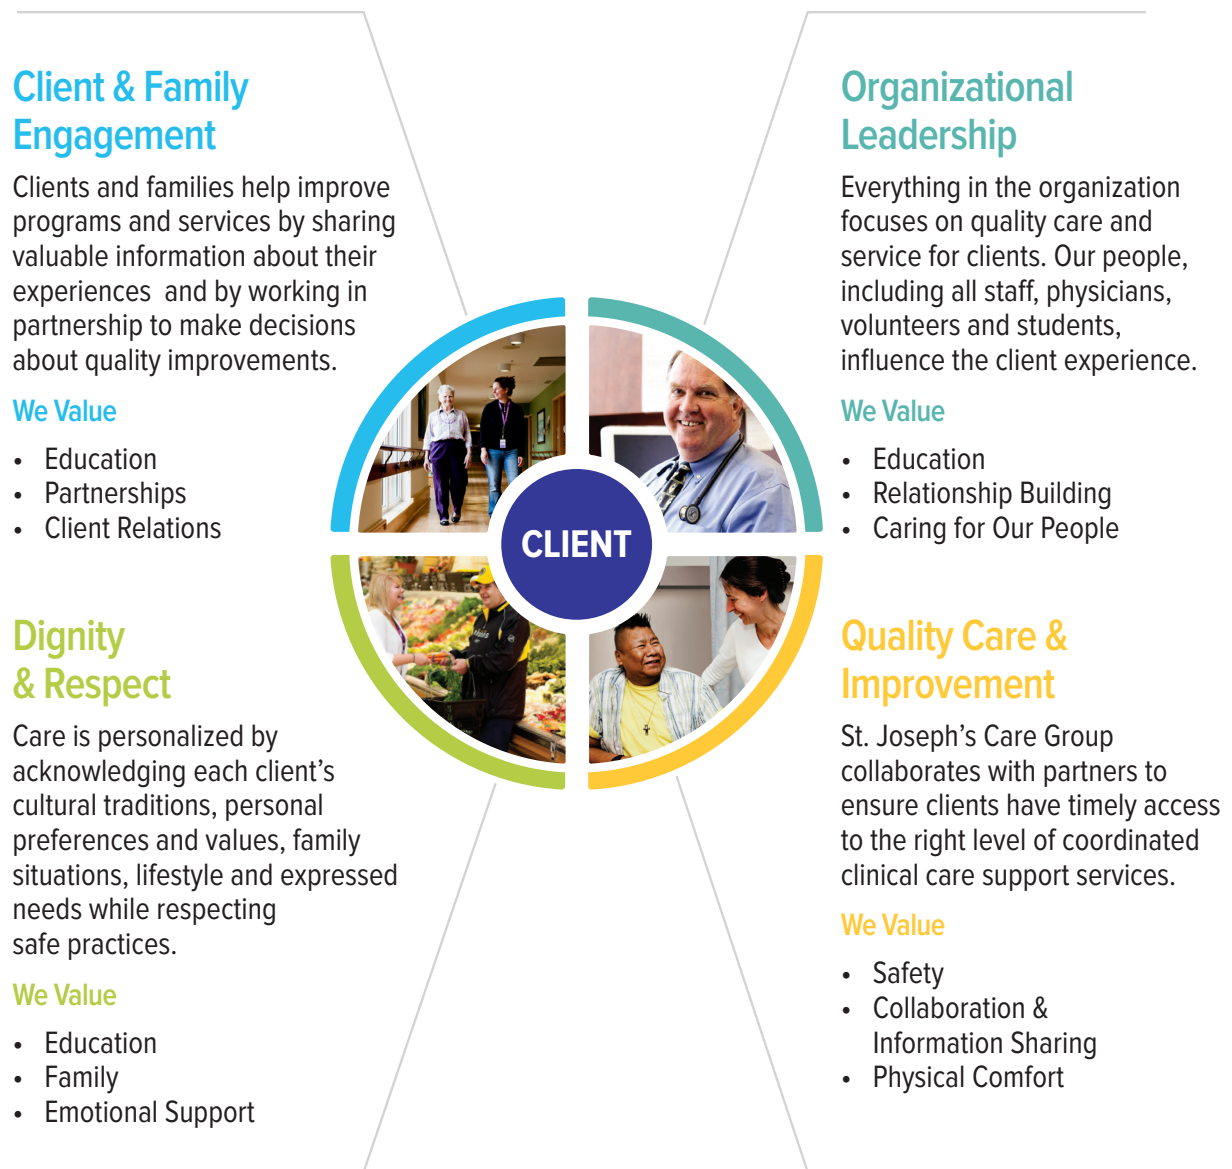 Client & Family
Engagement
Clients and families help improve
programs and services by sharing
valuable information about their
experiences and by working in
partnership to make decisions
about quality improvements.
We Value
• Education
• Partnerships
• Client Relations
Organizational
Leadership
Everything in the organization
focuses on quality care and
service for clients. Our people,
including all staff, physicians,
volunteers and students,
influence the client experience.
We Value
• Education
• Relationship Building
• Caring for Our People
CLIENT
Dignity
& Respect
Care is personalized by
acknowledging each client’s
cultural traditions, personal
preferences and values, family
situations, lifestyle and expressed
needs while respecting
safe practices.
We Value
• Education
• Family
• Emotional Support
Quality Care &
Improvement
St. Joseph’s Care Group
collaborates with partners to
ensure clients have timely access
to the right level of coordinated
clinical care support services.
We Value
• Safety
• Collaboration &
Information Sharing
• Physical Comfort